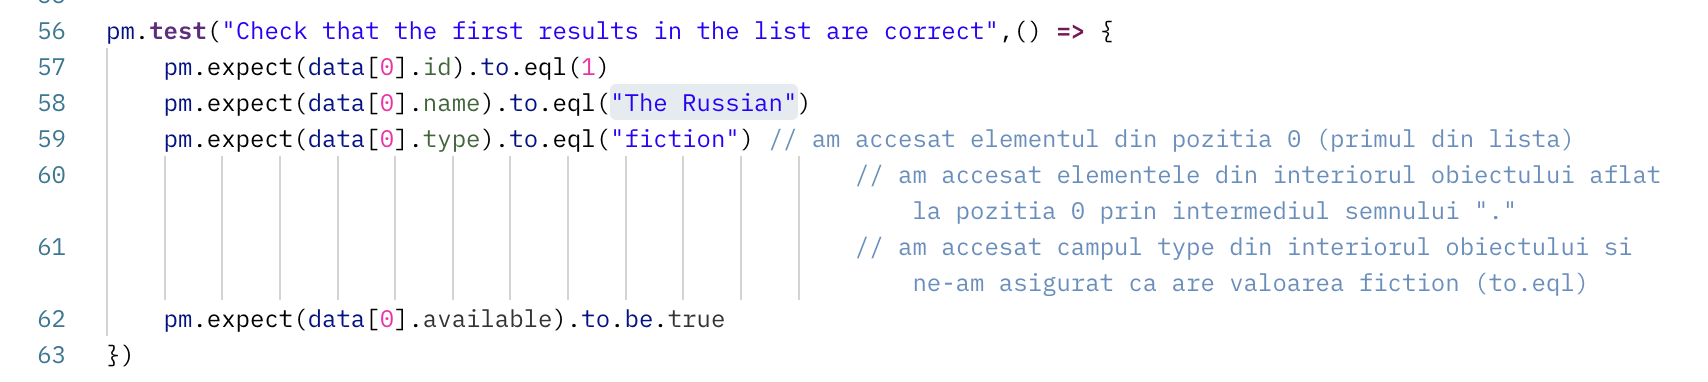 56 pm.test("Check that the first results in the list are correct",() => {
57 pm.expect(data[0].id).to.eql(1)
58 pm.expect(data[0].name).to.eql("The Russian")
59 pm.expect(data[0].type).to.eql("fiction") // am accesat elementul din pozitia 0 (primul din lista)
60 // am accesat elementele din interiorul obiectului aflat
la pozitia 0 prin intermediul semnului "."
61 // am accesat campul type din interiorul obiectului si
ne-am asigurat ca are valoarea fiction (to.eql)
62 pm.expect(data[0].available).to.be.true
63 })